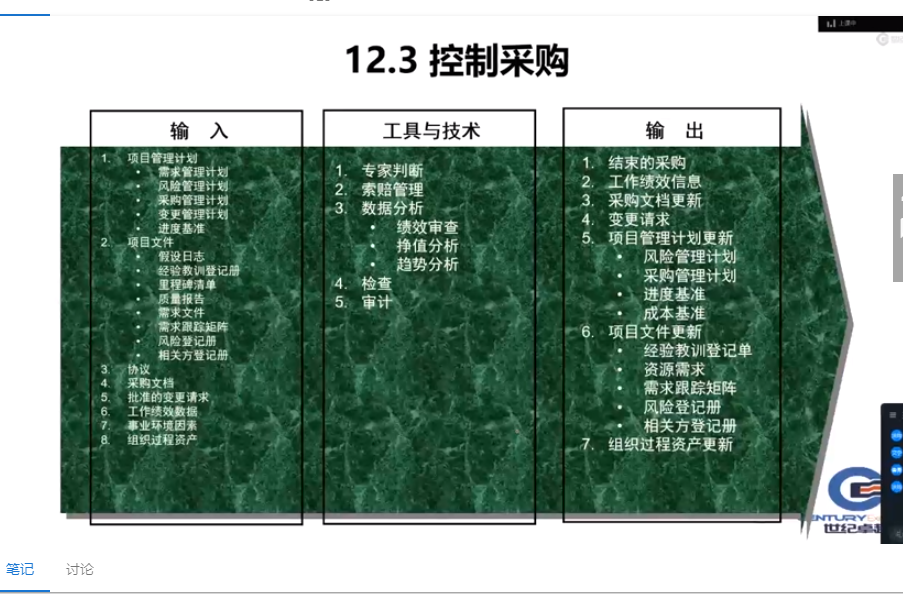 上课中
12.3 控制采购
输 入
1. 项目管理计划
• 需求管理计划
• 风险管理计划
• 采购管理计划
• 变更管理计划
• 进度基准
2. 项目文件
• 假设日志
• 经验教训登记册
• 里程碑清单
• 质量报告
• 需求文件
• 需求跟踪矩阵
• 风险登记册
• 相关方登记册
3. 协议
4. 采购文档
5. 批准的变更请求
6. 工作绩效数据
7. 事业环境因素
8. 组织过程资产
工具与技术
1. 专家判断
2. 索赔管理
3. 数据分析
• 绩效审查
• 挣值分析
• 趋势分析
4. 检查
5. 审计
输 出
1. 结束的采购
2. 工作绩效信息
3. 采购文档更新
4. 变更请求
5. 项目管理计划更新
• 风险管理计划
• 采购管理计划
• 进度基准
• 成本基准
6. 项目文件更新
• 经验教训登记单
• 资源需求
• 需求跟踪矩阵
• 风险登记册
• 相关方登记册
7. 组织过程资产更新
ENTURY
世纪卓越
笔记
讨论